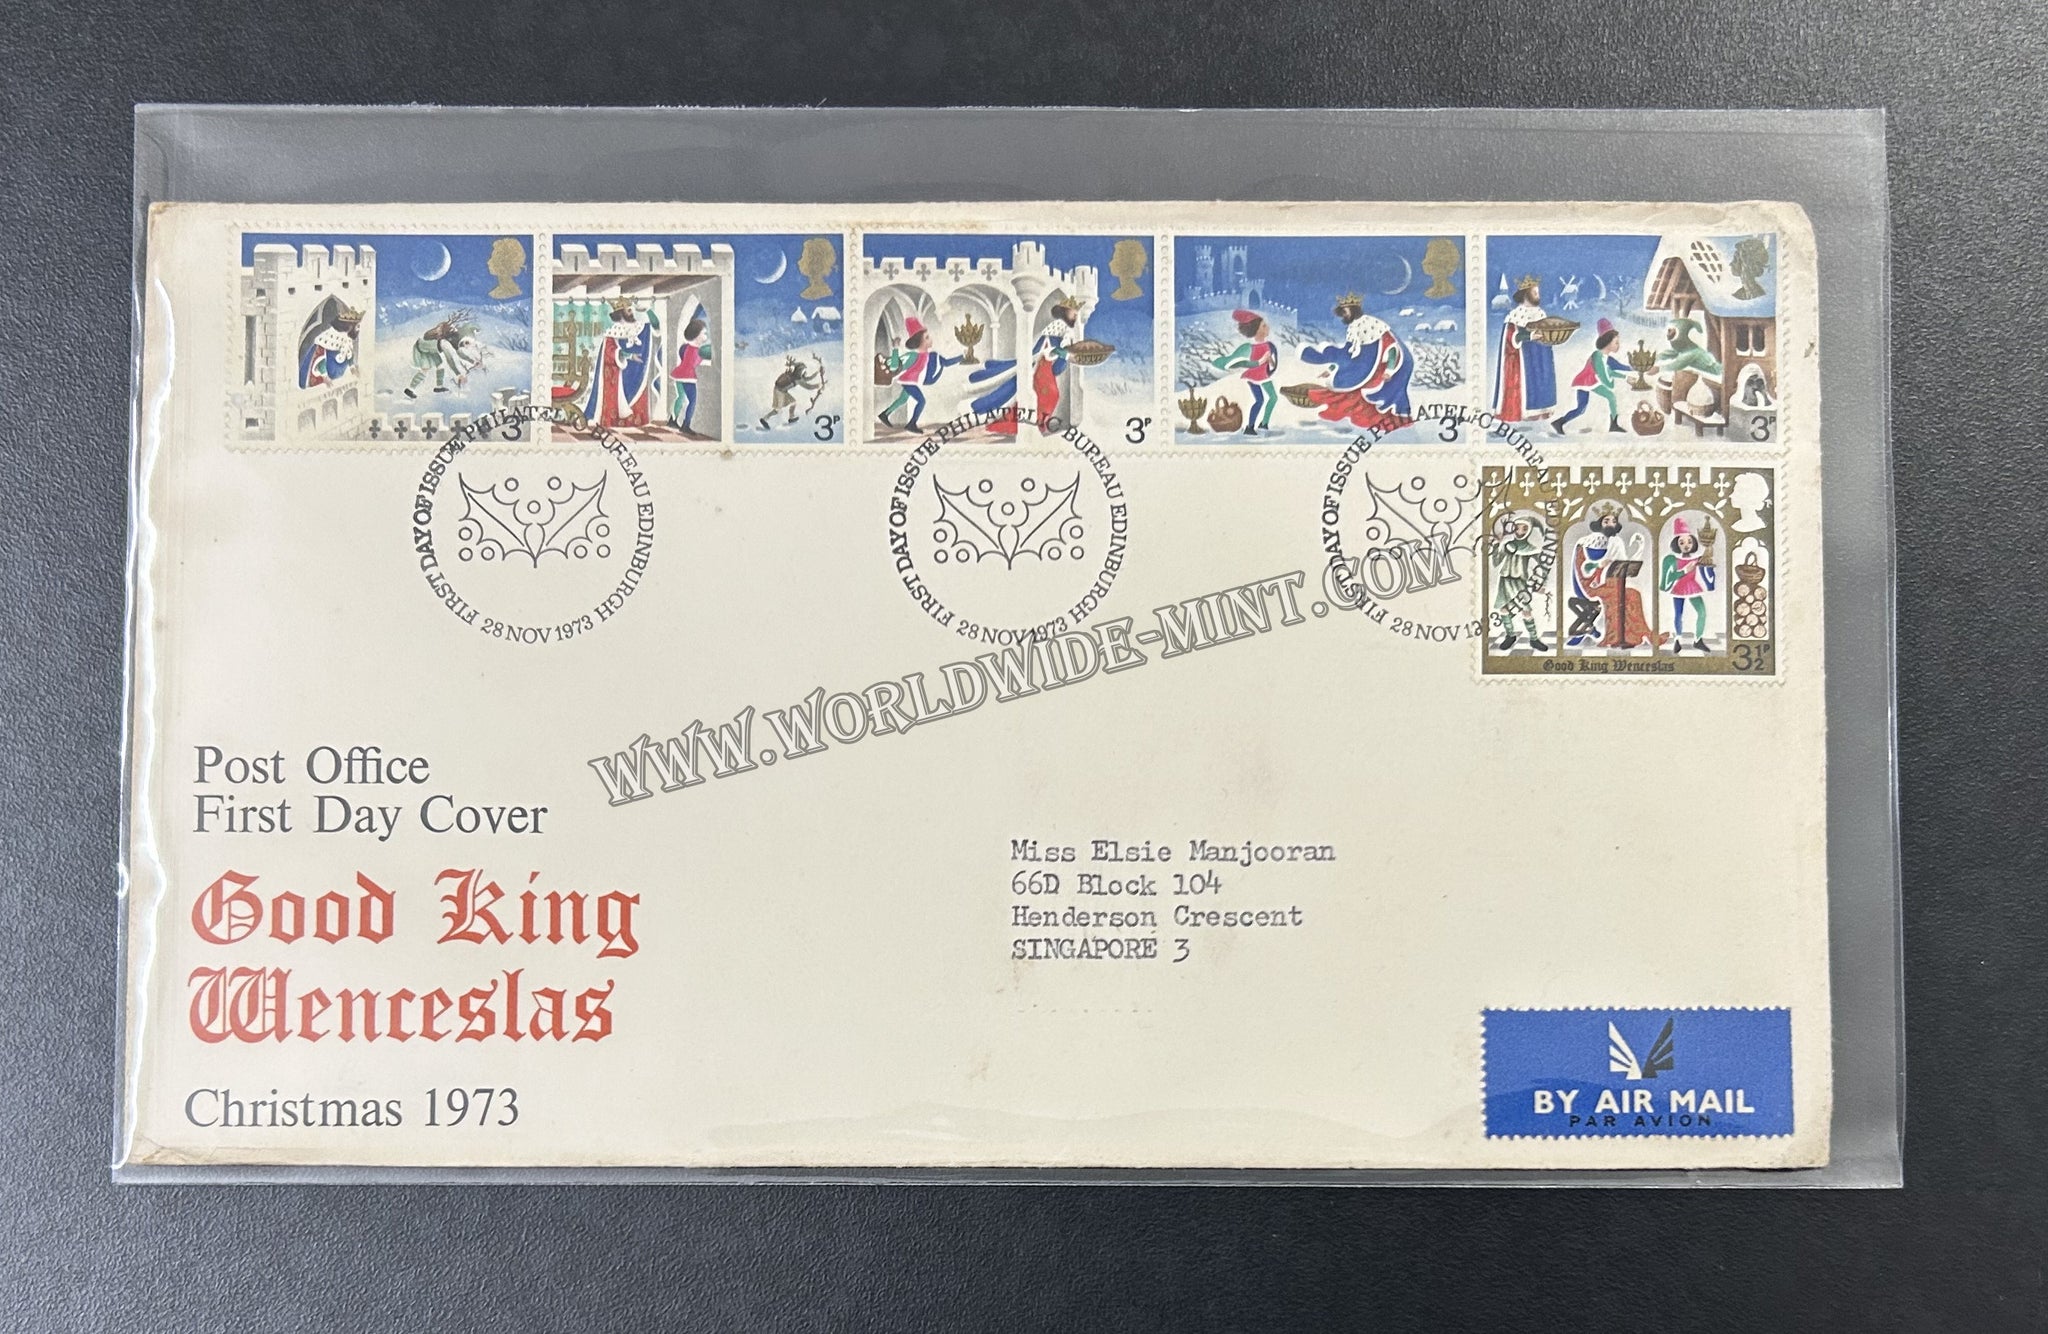 3P
3P
3P
3P
3P
FIRST DAY OF ISSUE PHILATELIC BUREAU EDINBURGH
28 NOV 1973
FIRST DAY OF ISSUE PHILATELIC BUREAU EDINBURGH
28 NOV 1973
FIRST DAY OF ISSUE PHILATELIC BUREAU EDINBURGH
28 NOV 1973
Good King Wenceslas
3½P
WWW.WORLDWIDE-MINT.COM
Post Office
First Day Cover
Good King
Wenceslas
Christmas 1973
Miss Elsie Manjooran
66D Block 104
Henderson Crescent
SINGAPORE 3
BY AIR MAIL
PAR AVION